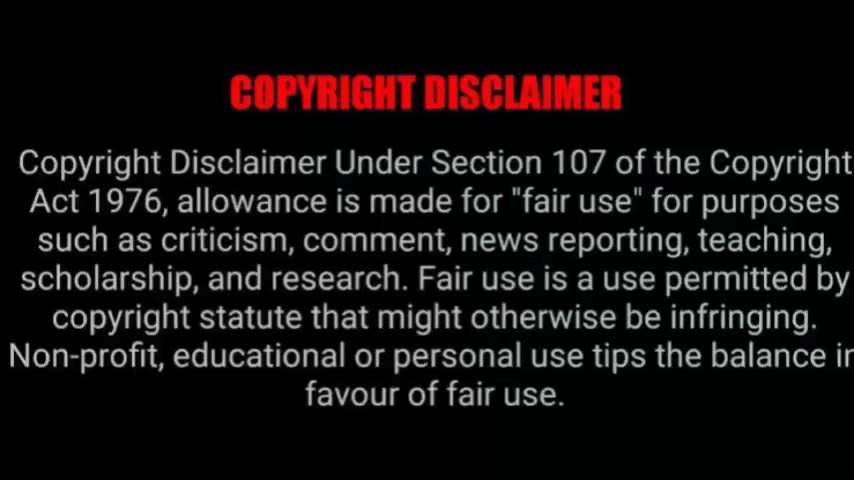 COPYRIGHT DISCLAIMER
Copyright Disclaimer Under Section 107 of the Copyright
Act 1976, allowance is made for "fair use" for purposes
such as criticism, comment, news reporting, teaching,
scholarship, and research. Fair use is a use permitted by
copyright statute that might otherwise be infringing.
Non-profit, educational or personal use tips the balance in
favour of fair use.